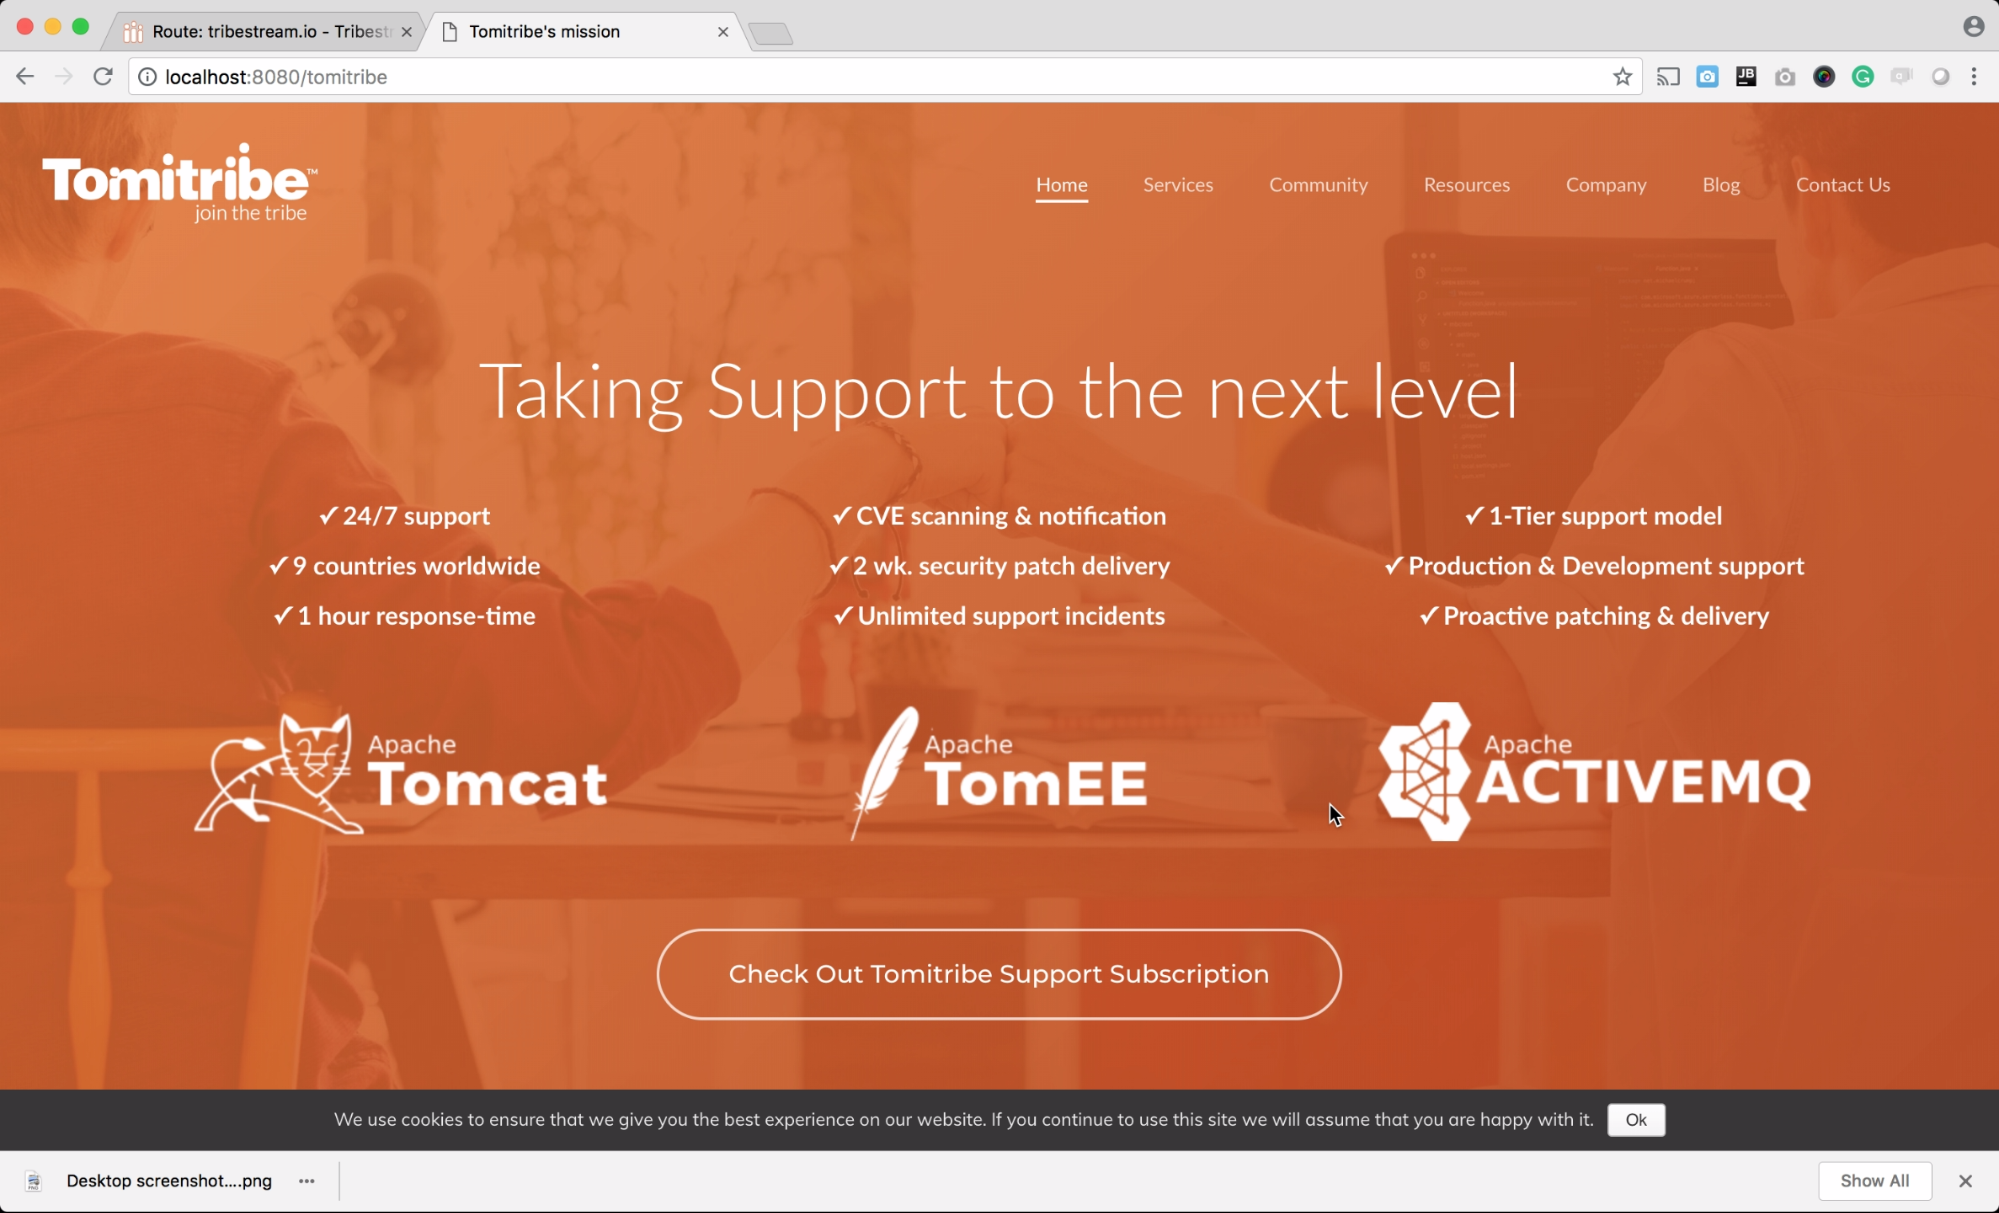 Route: tribestream.io - Tribest
Tomitribe's mission
localhost:8080/tomitribe
JB
Tomitribe™
join the tribe
Home Services Community Resources Company Blog Contact Us
Taking Support to the next level
✓ 24/7 support
✓ 9 countries worldwide
✓ 1 hour response-time
✓ CVE scanning & notification
✓ 2 wk. security patch delivery
✓ Unlimited support incidents
✓ 1-Tier support model
✓ Production & Development support
✓ Proactive patching & delivery
Apache
Tomcat
Apache
TomEE
Apache
ACTIVEMQ
Check Out Tomitribe Support Subscription
We use cookies to ensure that we give you the best experience on our website. If you continue to use this site we will assume that you are happy with it. Ok
Desktop screenshot....png
Show All